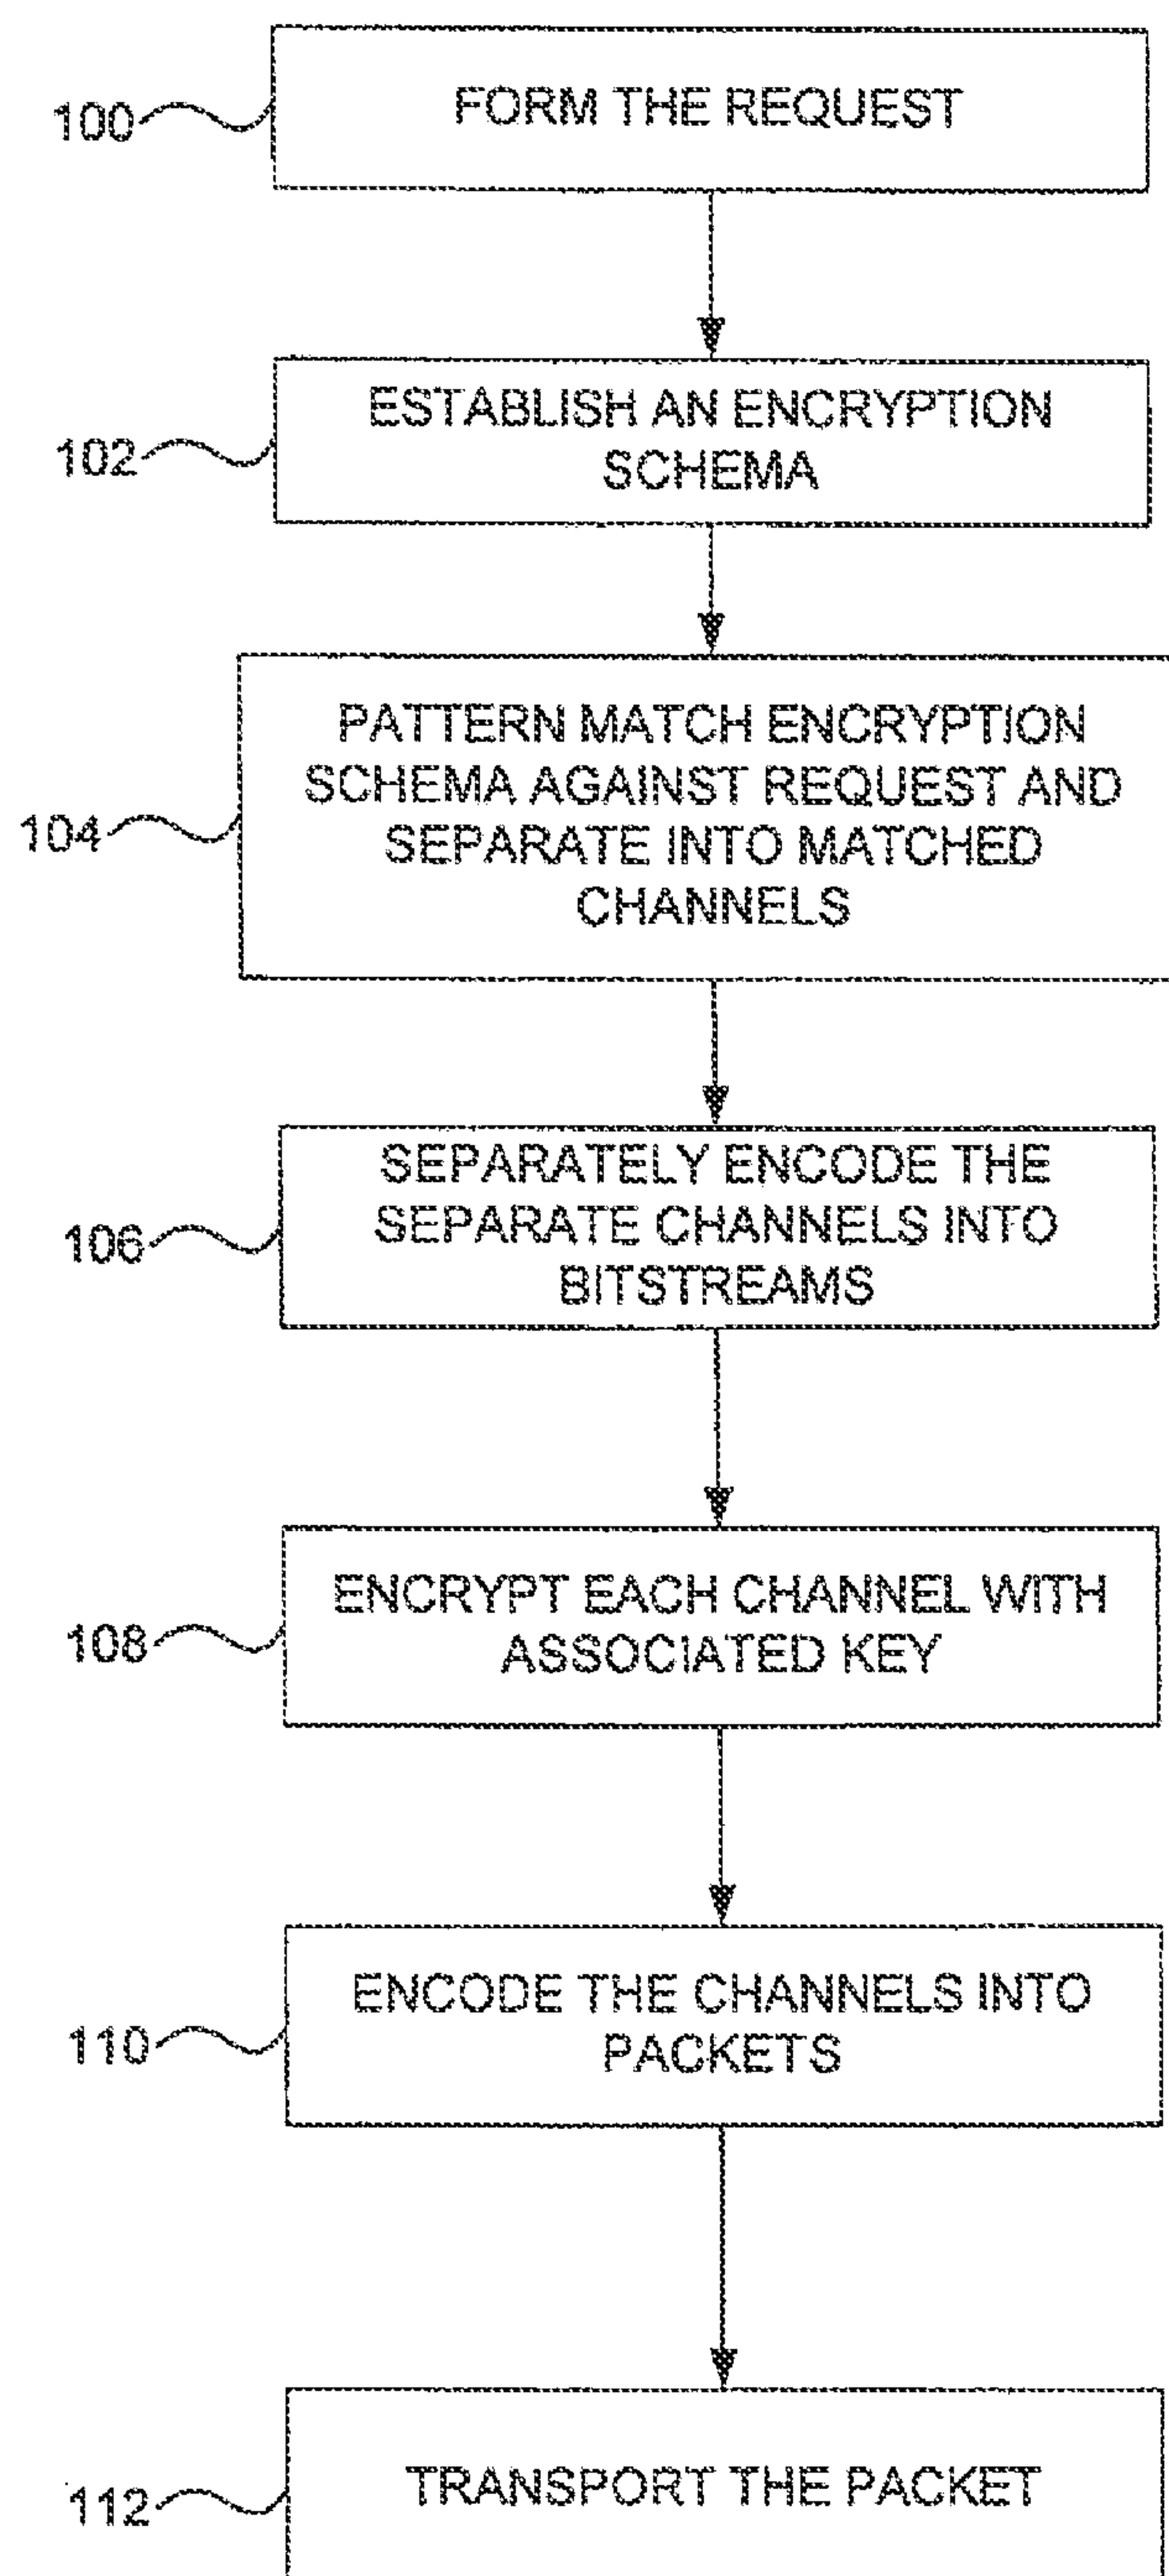 100
FORM THE REQUEST
102
ESTABLISH AN ENCRYPTION
SCHEMA
104
PATTERN MATCH ENCRYPTION
SCHEMA AGAINST REQUEST AND
SEPARATE INTO MATCHED
CHANNELS
106
SEPARATELY ENCODE THE
SEPARATE CHANNELS INTO
BITSTREAMS
108
ENCRYPT EACH CHANNEL WITH
ASSOCIATED KEY
110
ENCODE THE CHANNELS INTO
PACKETS
112
TRANSPORT THE PACKET